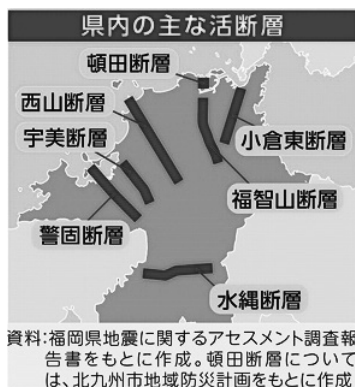 県内の主な活断層
頓田断層
西山断層
宇美断層
小倉東断層
福智山断層
警固断層
水縄断層
資料:福岡県地震に関するアセスメント調査報
告書をもとに作成。頓田断層について
は、北九州市地域防災計画をもとに作成